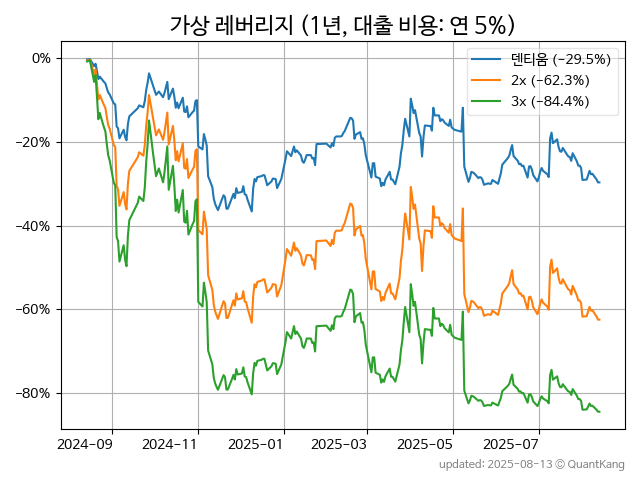 가상 레버리지 (1년, 대출 비용: 연 5%)
덴티움 (−29.5%)
2x (−62.3%)
3x (−84.4%)
0%
−20%
−40%
−60%
−80%
2024-09 2024-11 2025-01 2025-03 2025-05 2025-07
updated: 2025-08-13 © QuantKang